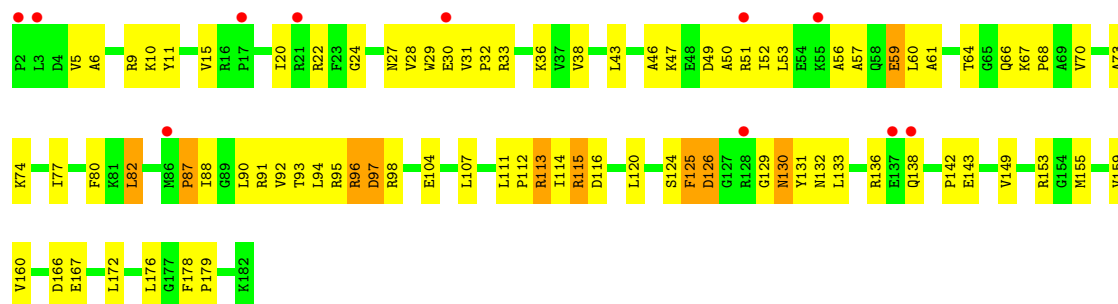 P2 L3 D4 V5 A6 R9 K10 Y11 V15 R16 P17 I20 R21 R22 F23 G24 N27 V28 W29 E30 V31 P32 R33 K36 V37 V38 L43 A46 K47 E48 D49 A50 R51 I52 L53 E54 K55 A56 A57 Q58 E59 L60 A61 T64 G65 Q66 K67 P68 A69 V70 A73
K74 I77 F80 K81 L82 M86 P87 I88 G89 L90 R91 V92 T93 L94 R95 R96 D97 R98 E104 L107 L111 P112 R113 I114 R115 D116 L120 S124 F125 D126 G127 R128 G129 N130 Y131 N132 L133 R136 E137 Q138 P142 E143 V149 R153 G154 M155
V160 D166 E167 L172 L176 G177 F178 P179 K182